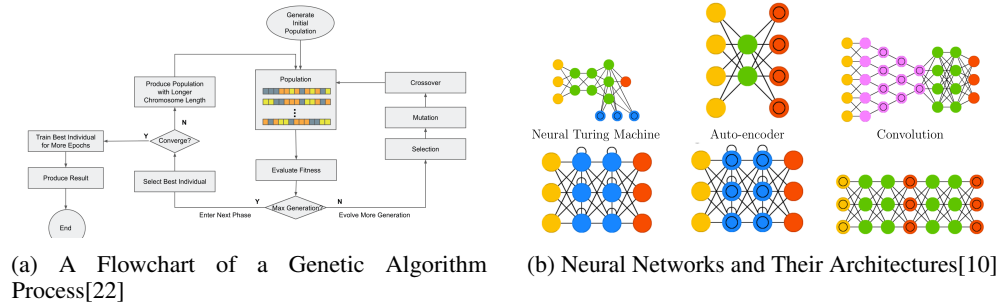 Generate
Initial
Population
Population
Produce Population
with Longer
Chromosome Length
Crossover
Mutation
Selection
N
Y
Converge?
Train Best Individual
for More Epochs
Produce Result
Select Best Individual
Evaluate Fitness
Y
Max Generation?
N
Enter Next Phase
Evolve More Generation
End
Neural Turing Machine
Auto-encoder
Convolution
(a) A Flowchart of a Genetic Algorithm
Process[22]
(b) Neural Networks and Their Architectures[10]